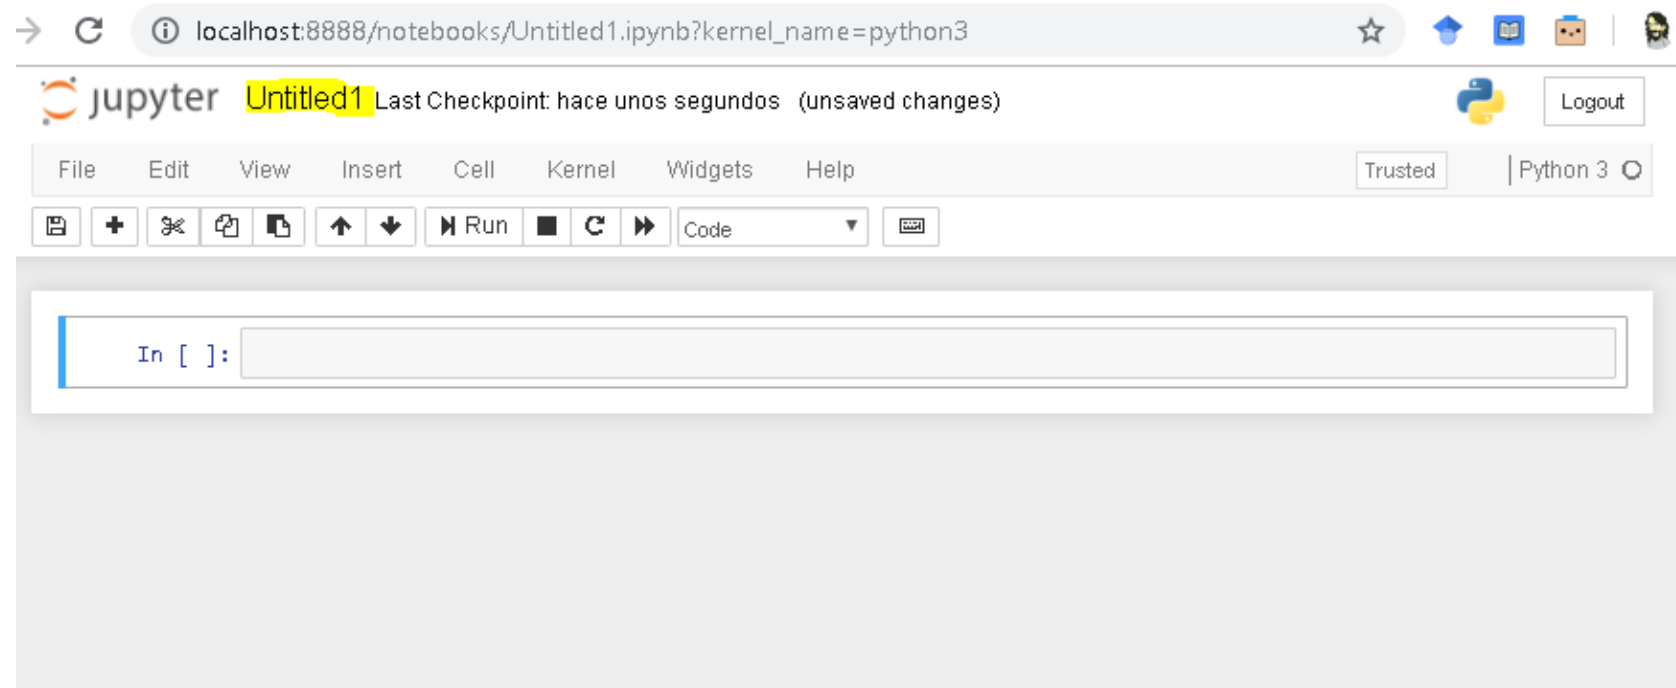 localhost:8888/notebooks/Untitled1.ipynb?kernel_name=python3
jupyter Untitled1 Last Checkpoint: hace unos segundos (unsaved changes) Logout
File Edit View Insert Cell Kernel Widgets Help Trusted Python 3
Run Code
In [ ]: